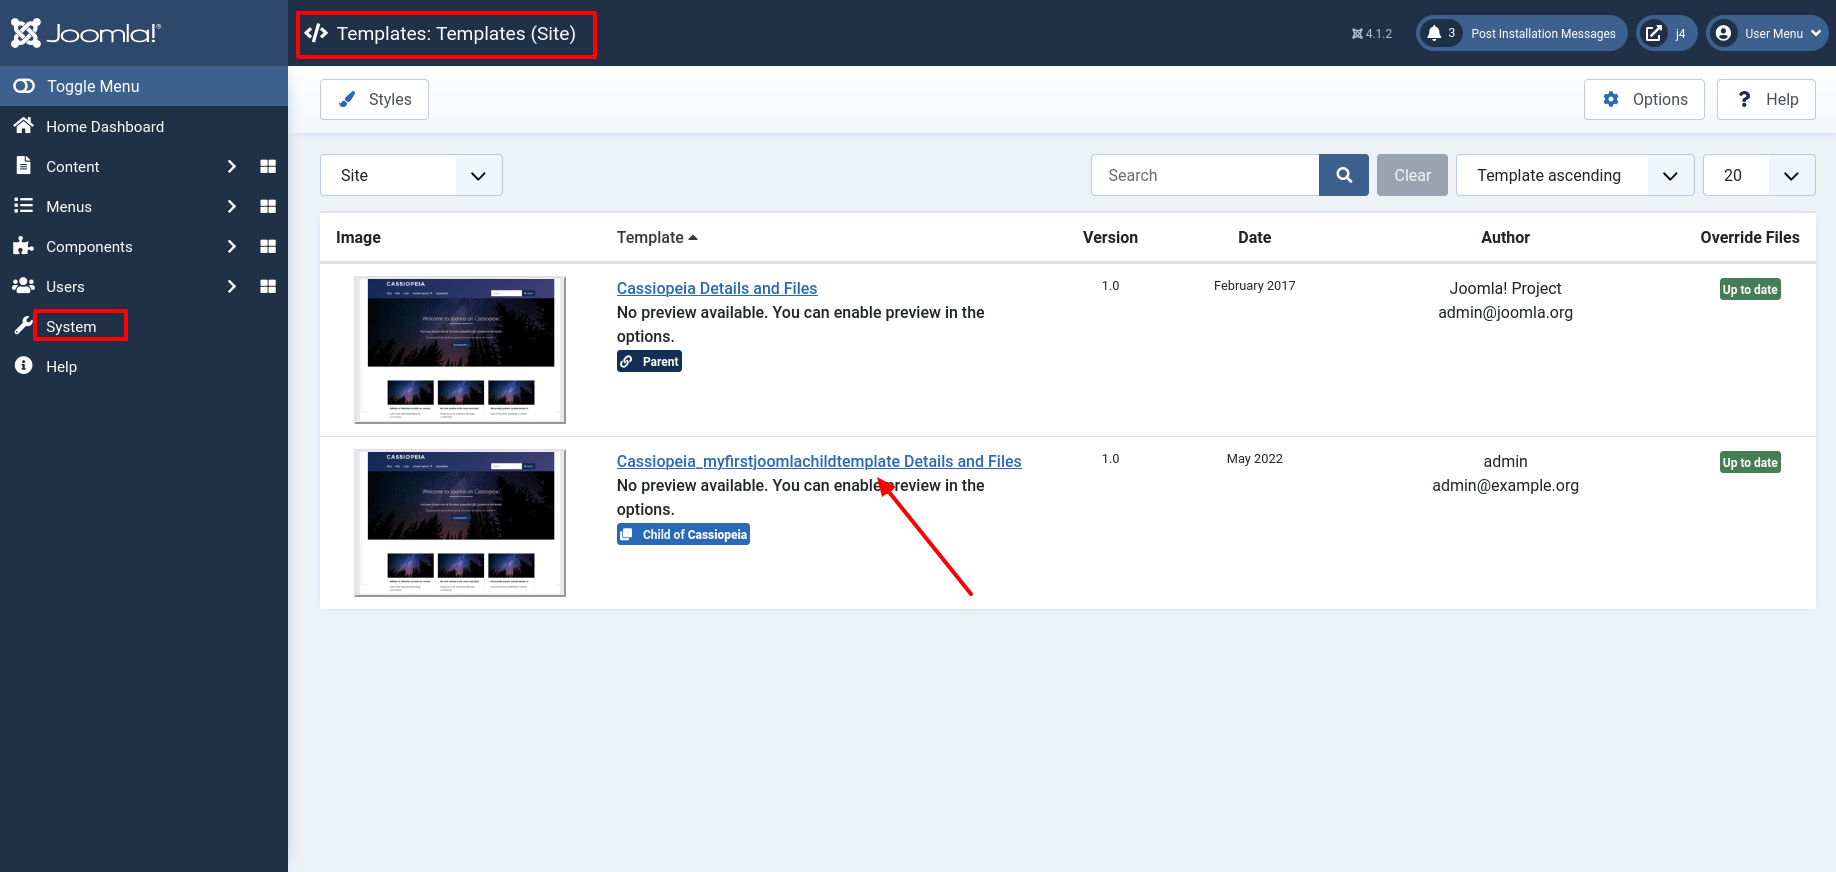 Joomla!
Templates: Templates (Site)
4.1.2
3
Post Installation Messages
j4
User Menu
Toggle Menu
Home Dashboard
Content
Menus
Components
Users
System
Help
Styles
Options
? Help
Site
Search
Clear
Template ascending
20
Image
Template
Version
Date
Author
Override Files
CASSIOPEIA
Welcome to Joomla on Cassiopeia!
Cassiopeia Details and Files
No preview available. You can enable preview in the
options.
Parent
1.0
February 2017
Joomla! Project
admin@joomla.org
Up to date
CASSIOPEIA
Welcome to Joomla on Cassiopeia!
Cassiopeia_myfirstjoomlachildtemplate Details and Files
No preview available. You can enable preview in the
options.
Child of Cassiopeia
1.0
May 2022
admin
admin@example.org
Up to date